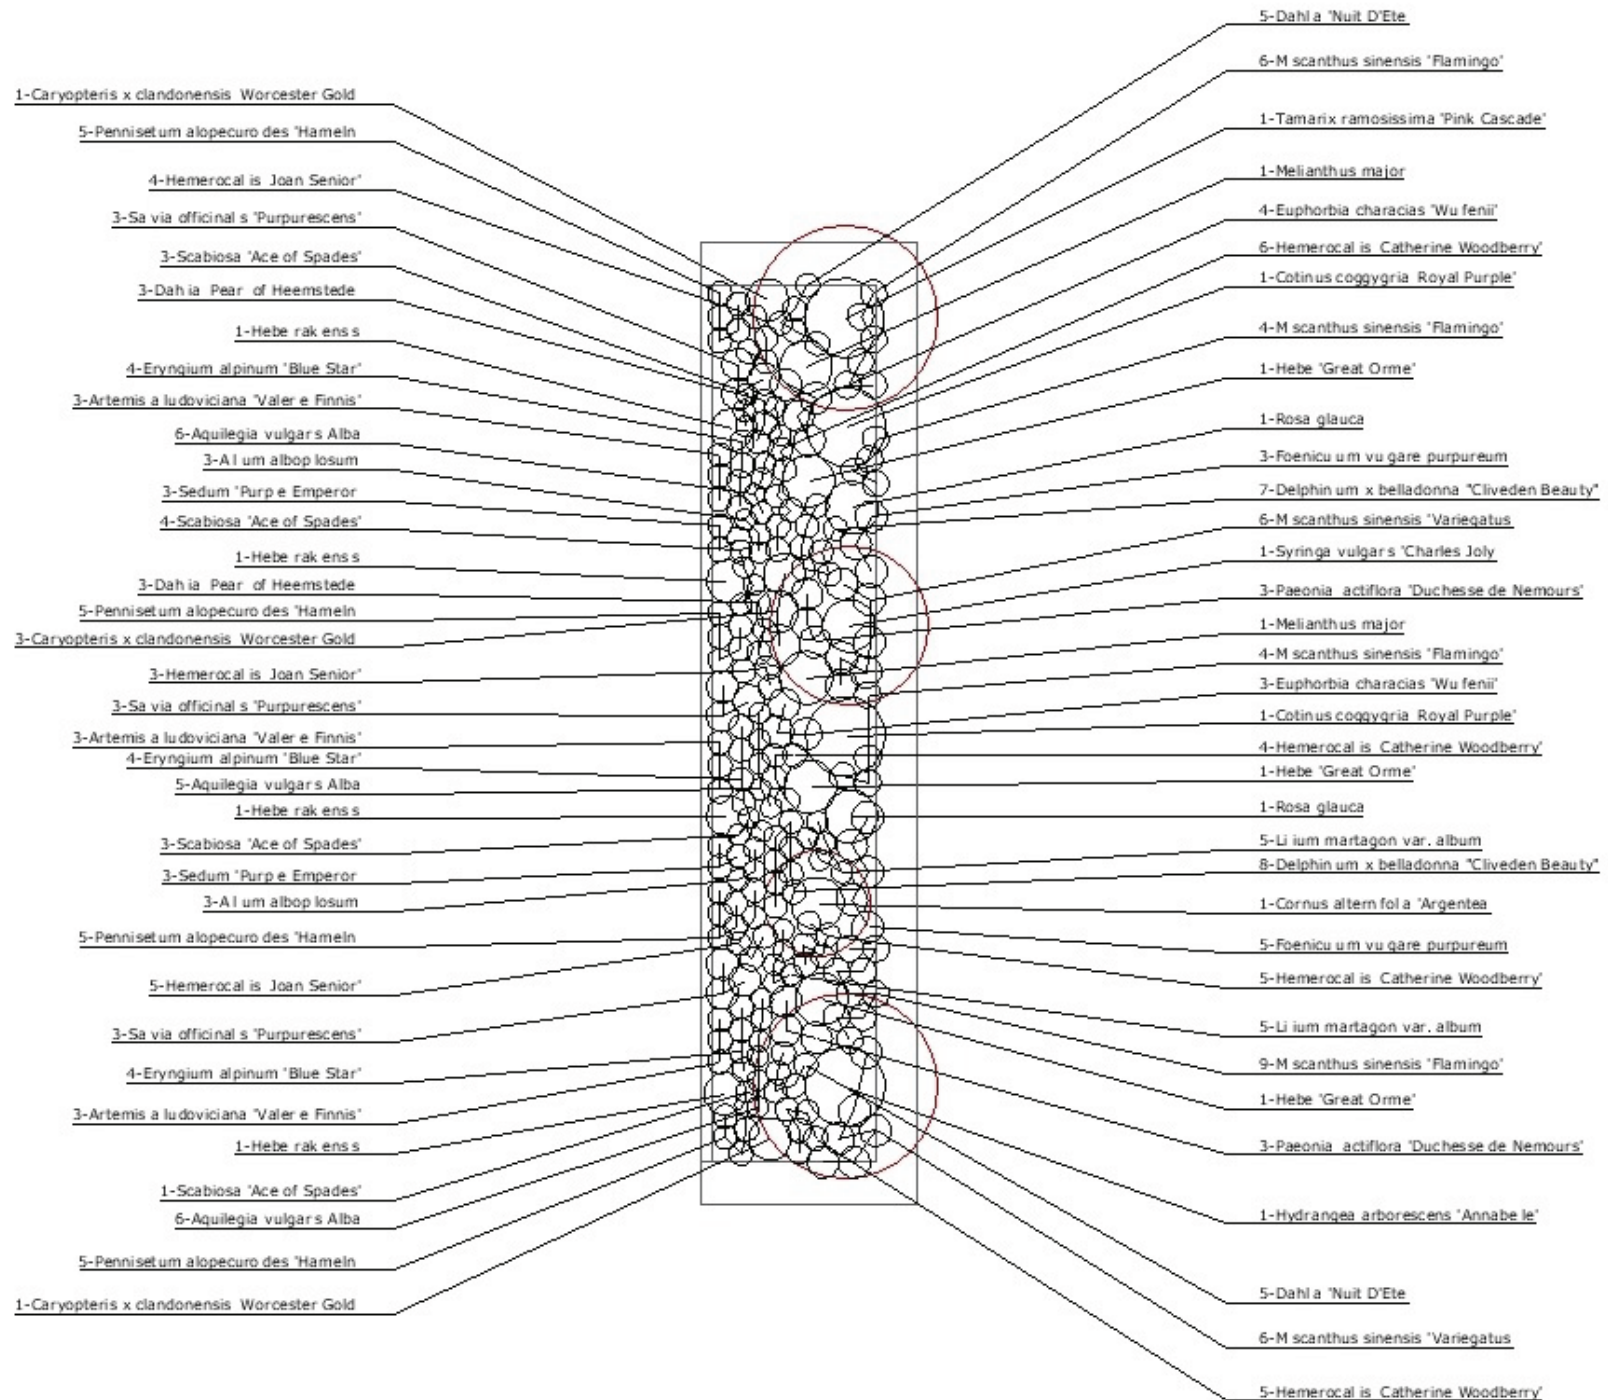 1-Caryopteris x clandonensis Worcester Gold
5-Pennisetum alopecuro des 'Hameln
4-Hemerocal is Joan Senior'
3-Sa via officinal s 'Purpurescens'
3-Scabiosa 'Ace of Spades'
3-Dah ia Pear of Heemstede
1-Hebe rak ens s
4-Eryngium alpinum 'Blue Star'
3-Artemis a ludoviciana 'Valer e Finnis'
6-Aquilegia vulgar s Alba
3-A l um albop losum
3-Sedum 'Purp e Emperor
4-Scabiosa 'Ace of Spades'
1-Hebe rak ens s
3-Dah ia Pear of Heemstede
5-Pennisetum alopecuro des 'Hameln
3-Caryopteris x clandonensis Worcester Gold
3-Hemerocal is Joan Senior'
3-Sa via officinal s 'Purpurescens'
3-Artemis a ludoviciana 'Valer e Finnis'
4-Eryngium alpinum 'Blue Star'
5-Aquilegia vulgar s Alba
1-Hebe rak ens s
3-Scabiosa 'Ace of Spades'
3-Sedum 'Purp e Emperor
3-A l um albop losum
5-Pennisetum alopecuro des 'Hameln
5-Hemerocal is Joan Senior'
3-Sa via officinal s 'Purpurescens'
4-Eryngium alpinum 'Blue Star'
3-Artemis a ludoviciana 'Valer e Finnis'
1-Hebe rak ens s
1-Scabiosa 'Ace of Spades'
6-Aquilegia vulgar s Alba
5-Pennisetum alopecuro des 'Hameln
1-Caryopteris x clandonensis Worcester Gold
5-Dahl a 'Nuit D'Ete
6-M scanthus sinensis 'Flamingo'
1-Tamarix ramosissima 'Pink Cascade'
1-Melianthus major
4-Euphorbia characias 'Wu fenii'
6-Hemerocal is Catherine Woodberry'
1-Cotinus coggygria Royal Purple'
4-M scanthus sinensis 'Flamingo'
1-Hebe 'Great Orme'
1-Rosa glauca
3-Foenicu um vu gare purpureum
7-Delphin um x belladonna "Cliveden Beauty"
6-M scanthus sinensis 'Variegatus
1-Syringa vulgar s 'Charles Joly
3-Paeonia actiflora 'Duchesse de Nemours'
1-Melianthus major
4-M scanthus sinensis 'Flamingo'
3-Euphorbia characias 'Wu fenii'
1-Cotinus coggygria Royal Purple'
4-Hemerocal is Catherine Woodberry'
1-Hebe 'Great Orme'
1-Rosa glauca
5-Li ium martagon var. album
8-Delphin um x belladonna "Cliveden Beauty"
1-Cornus altern fol a 'Argentea
5-Foenicu um vu gare purpureum
5-Hemerocal is Catherine Woodberry'
5-Li ium martagon var. album
9-M scanthus sinensis 'Flamingo'
1-Hebe 'Great Orme'
3-Paeonia actiflora 'Duchesse de Nemours'
1-Hydrangea arborescens 'Annabe le'
5-Dahl a 'Nuit D'Ete
6-M scanthus sinensis 'Variegatus
5-Hemerocal is Catherine Woodberry'